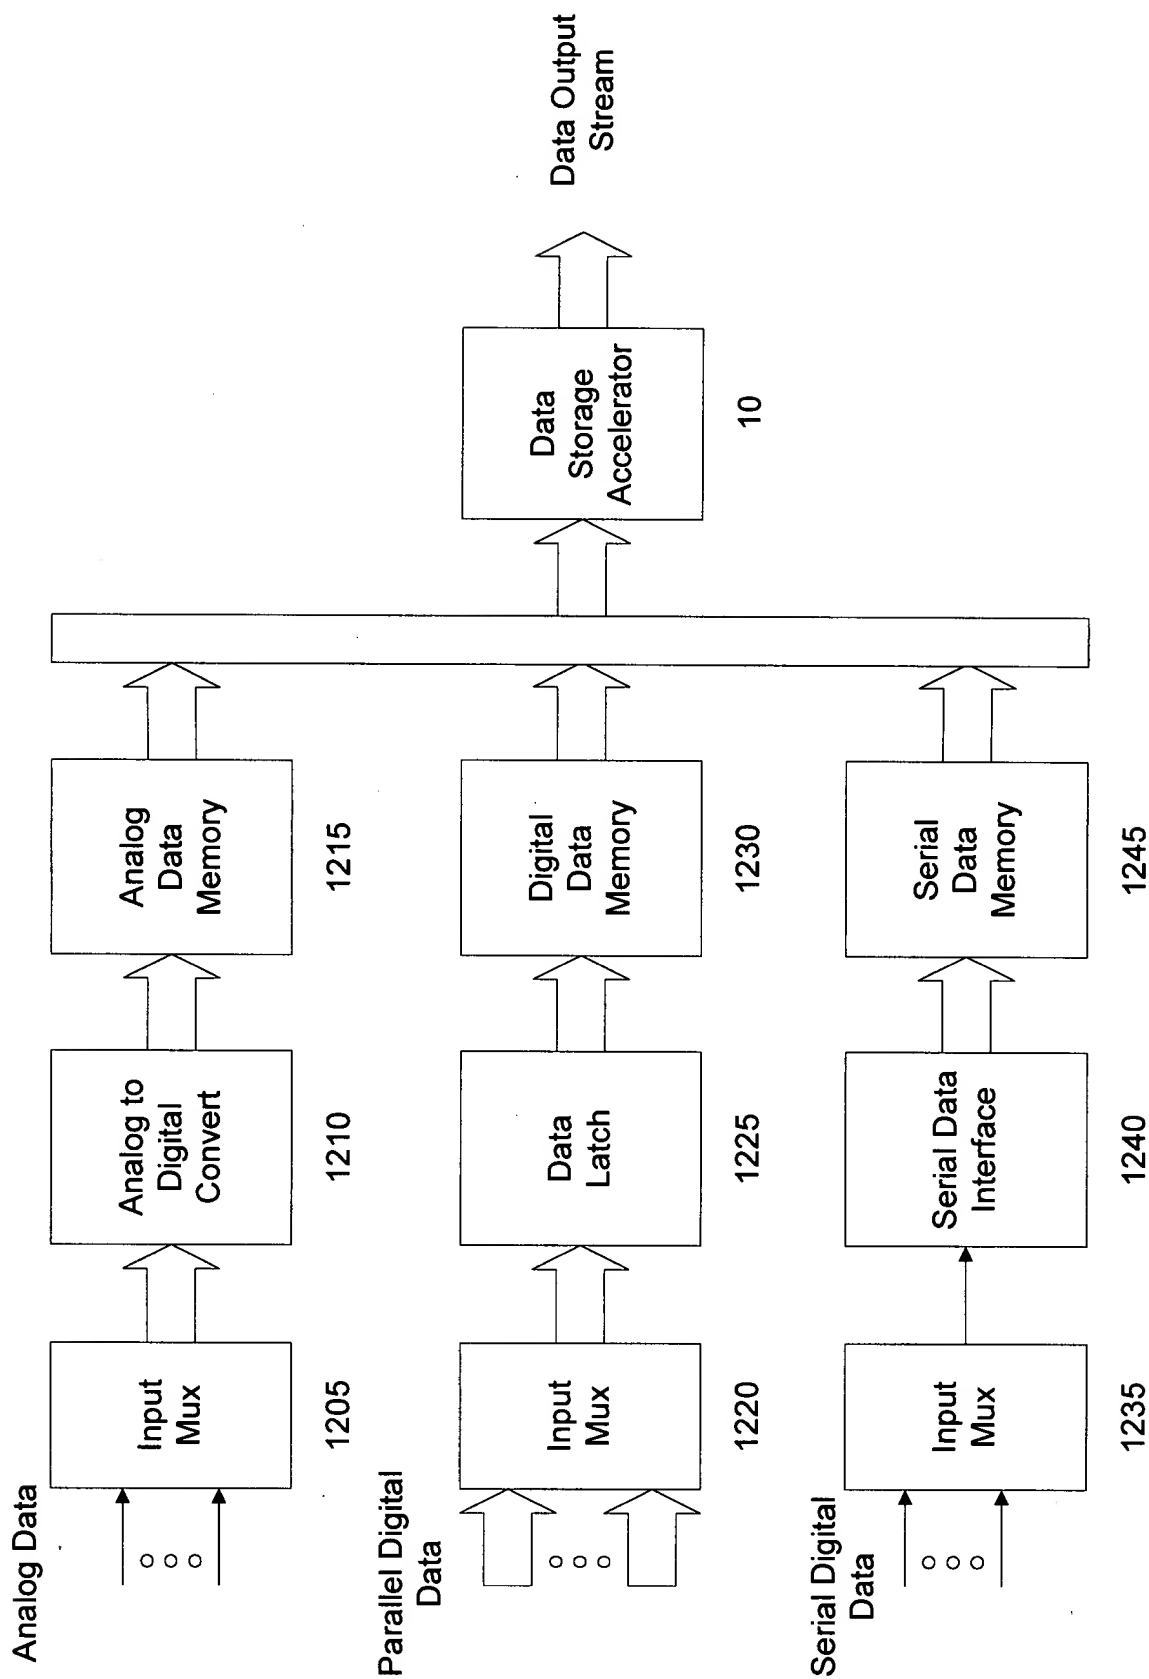 Analog Data
Input
Mux
1205
Analog to
Digital
Convert
1210
Analog
Data
Memory
1215
Parallel Digital
Data
Input
Mux
1220
Data
Latch
1225
Digital
Data
Memory
1230
Serial Digital
Data
Input
Mux
1235
Serial Data
Interface
1240
Serial
Data
Memory
1245
Data
Storage
Accelerator
10
Data Output
Stream